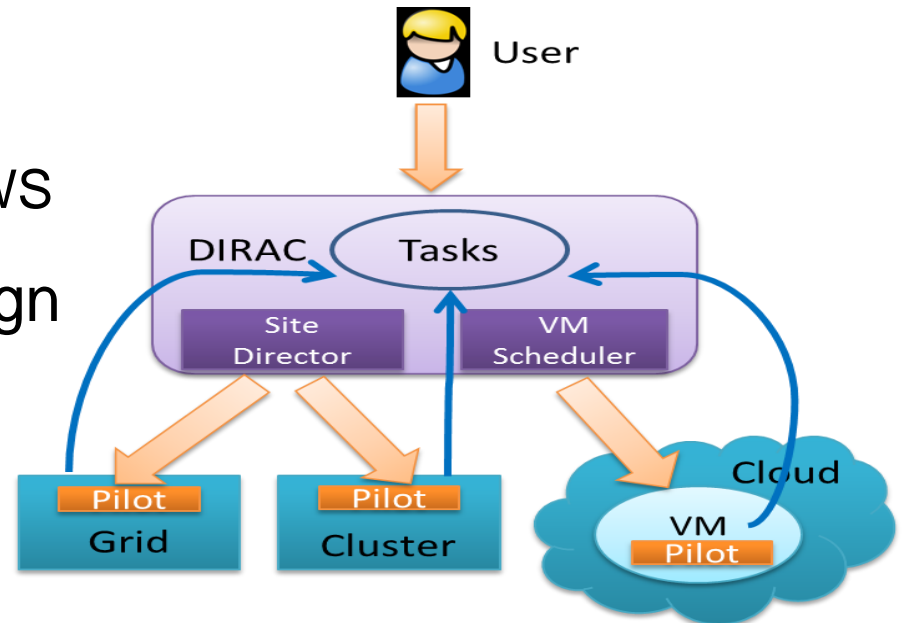 User
DIRAC
Tasks
Site
Director
VM
Scheduler
Pilot
Grid
Pilot
Cluster
Cloud
VM
Pilot